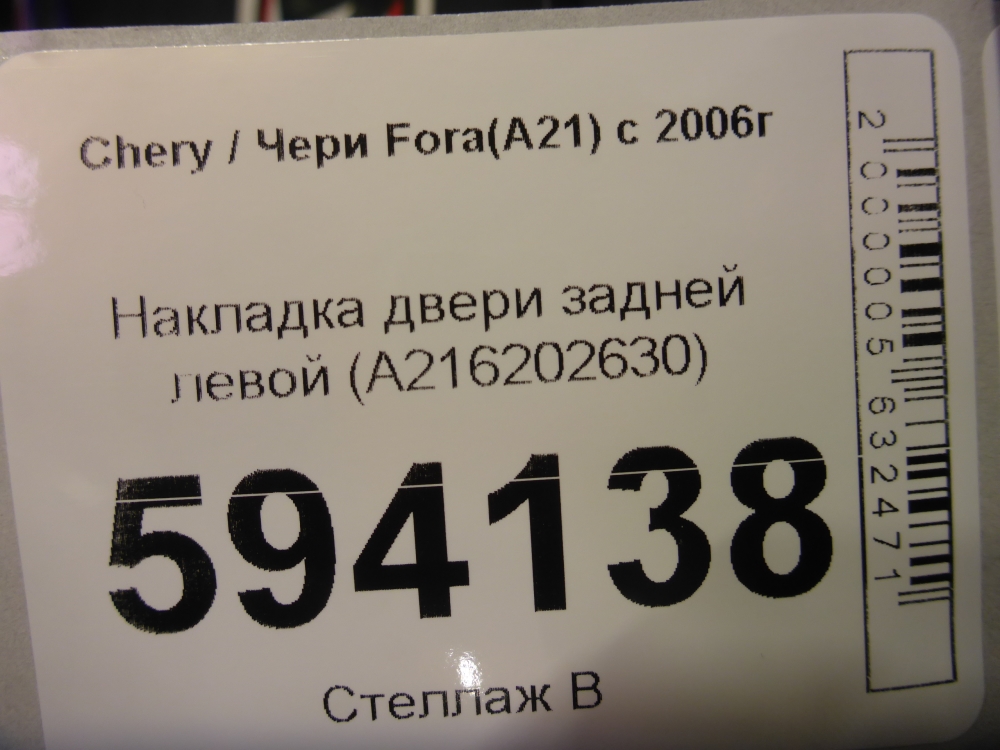 Chery / Чери Fora(A21) с 2006г
Накладка двери задней
левой (A216202630)
594138
Стеллаж В
2000005632471